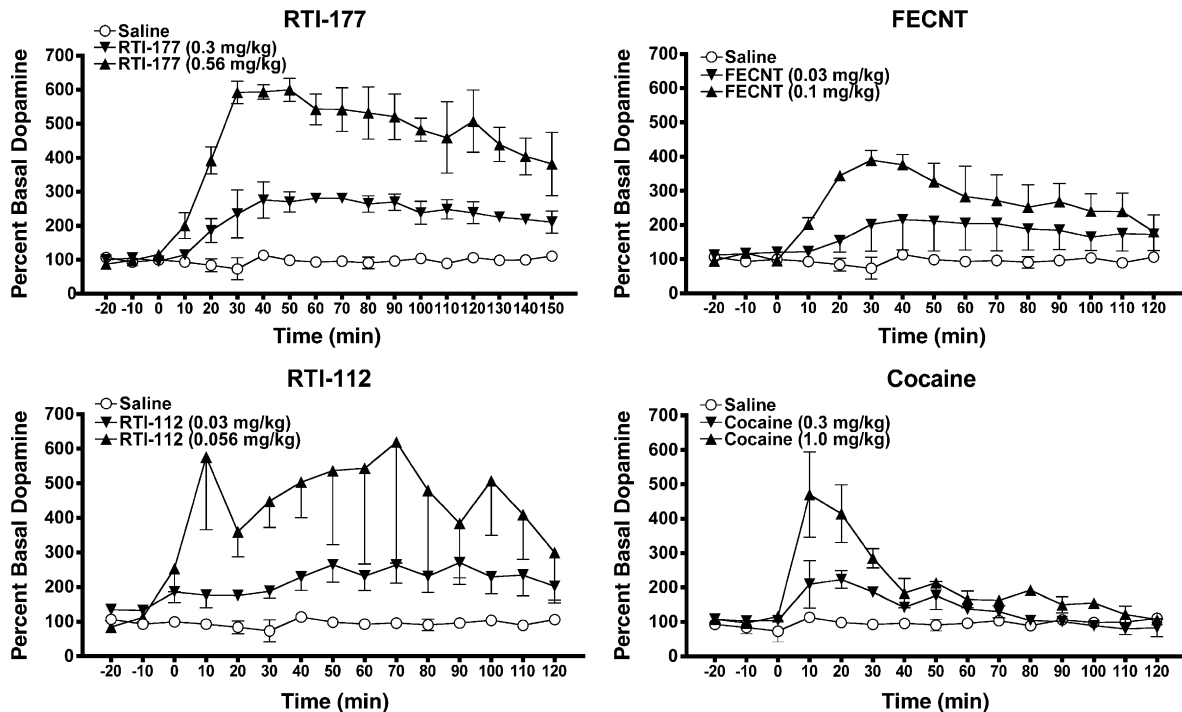 RTI-177
Saline
RTI-177 (0.3 mg/kg)
RTI-177 (0.56 mg/kg)
700
600
500
400
300
200
100
0
Percent Basal Dopamine
-20 -10 0 10 20 30 40 50 60 70 80 90 100 110 120 130 140 150
Time (min)
FECNT
Saline
FECNT (0.03 mg/kg)
FECNT (0.1 mg/kg)
700
600
500
400
300
200
100
0
Percent Basal Dopamine
-20 -10 0 10 20 30 40 50 60 70 80 90 100 110 120
Time (min)
RTI-112
Saline
RTI-112 (0.03 mg/kg)
RTI-112 (0.056 mg/kg)
700
600
500
400
300
200
100
0
Percent Basal Dopamine
-20 -10 0 10 20 30 40 50 60 70 80 90 100 110 120
Time (min)
Cocaine
Saline
Cocaine (0.3 mg/kg)
Cocaine (1.0 mg/kg)
700
600
500
400
300
200
100
0
Percent Basal Dopamine
-20 -10 0 10 20 30 40 50 60 70 80 90 100 110 120
Time (min)